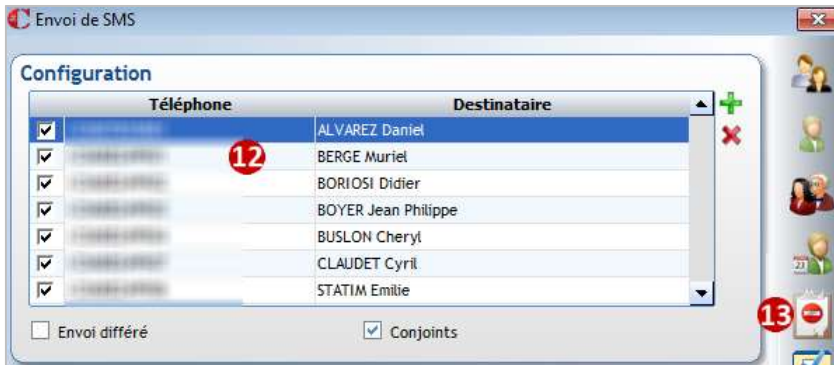 Envoi de SMS
Configuration
Téléphone Destinataire
ALVAREZ Daniel
12
BERGE Muriel
BORIOSI Didier
BOYER Jean Philippe
BUSLON Cheryl
CLAUDET Cyril
23
STATIM Emilie
13
Envoi différé Conjoints